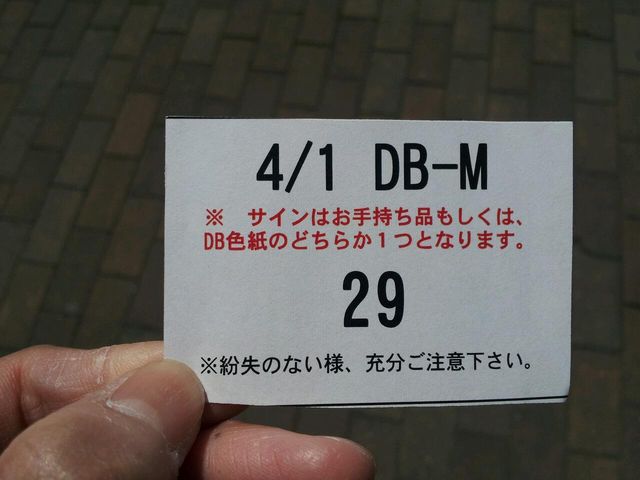 4/1 DB-M
※　サインはお手持ち品もしくは、
DB色紙のどちらか１つとなります。
29
※紛失のない様、充分ご注意下さい。